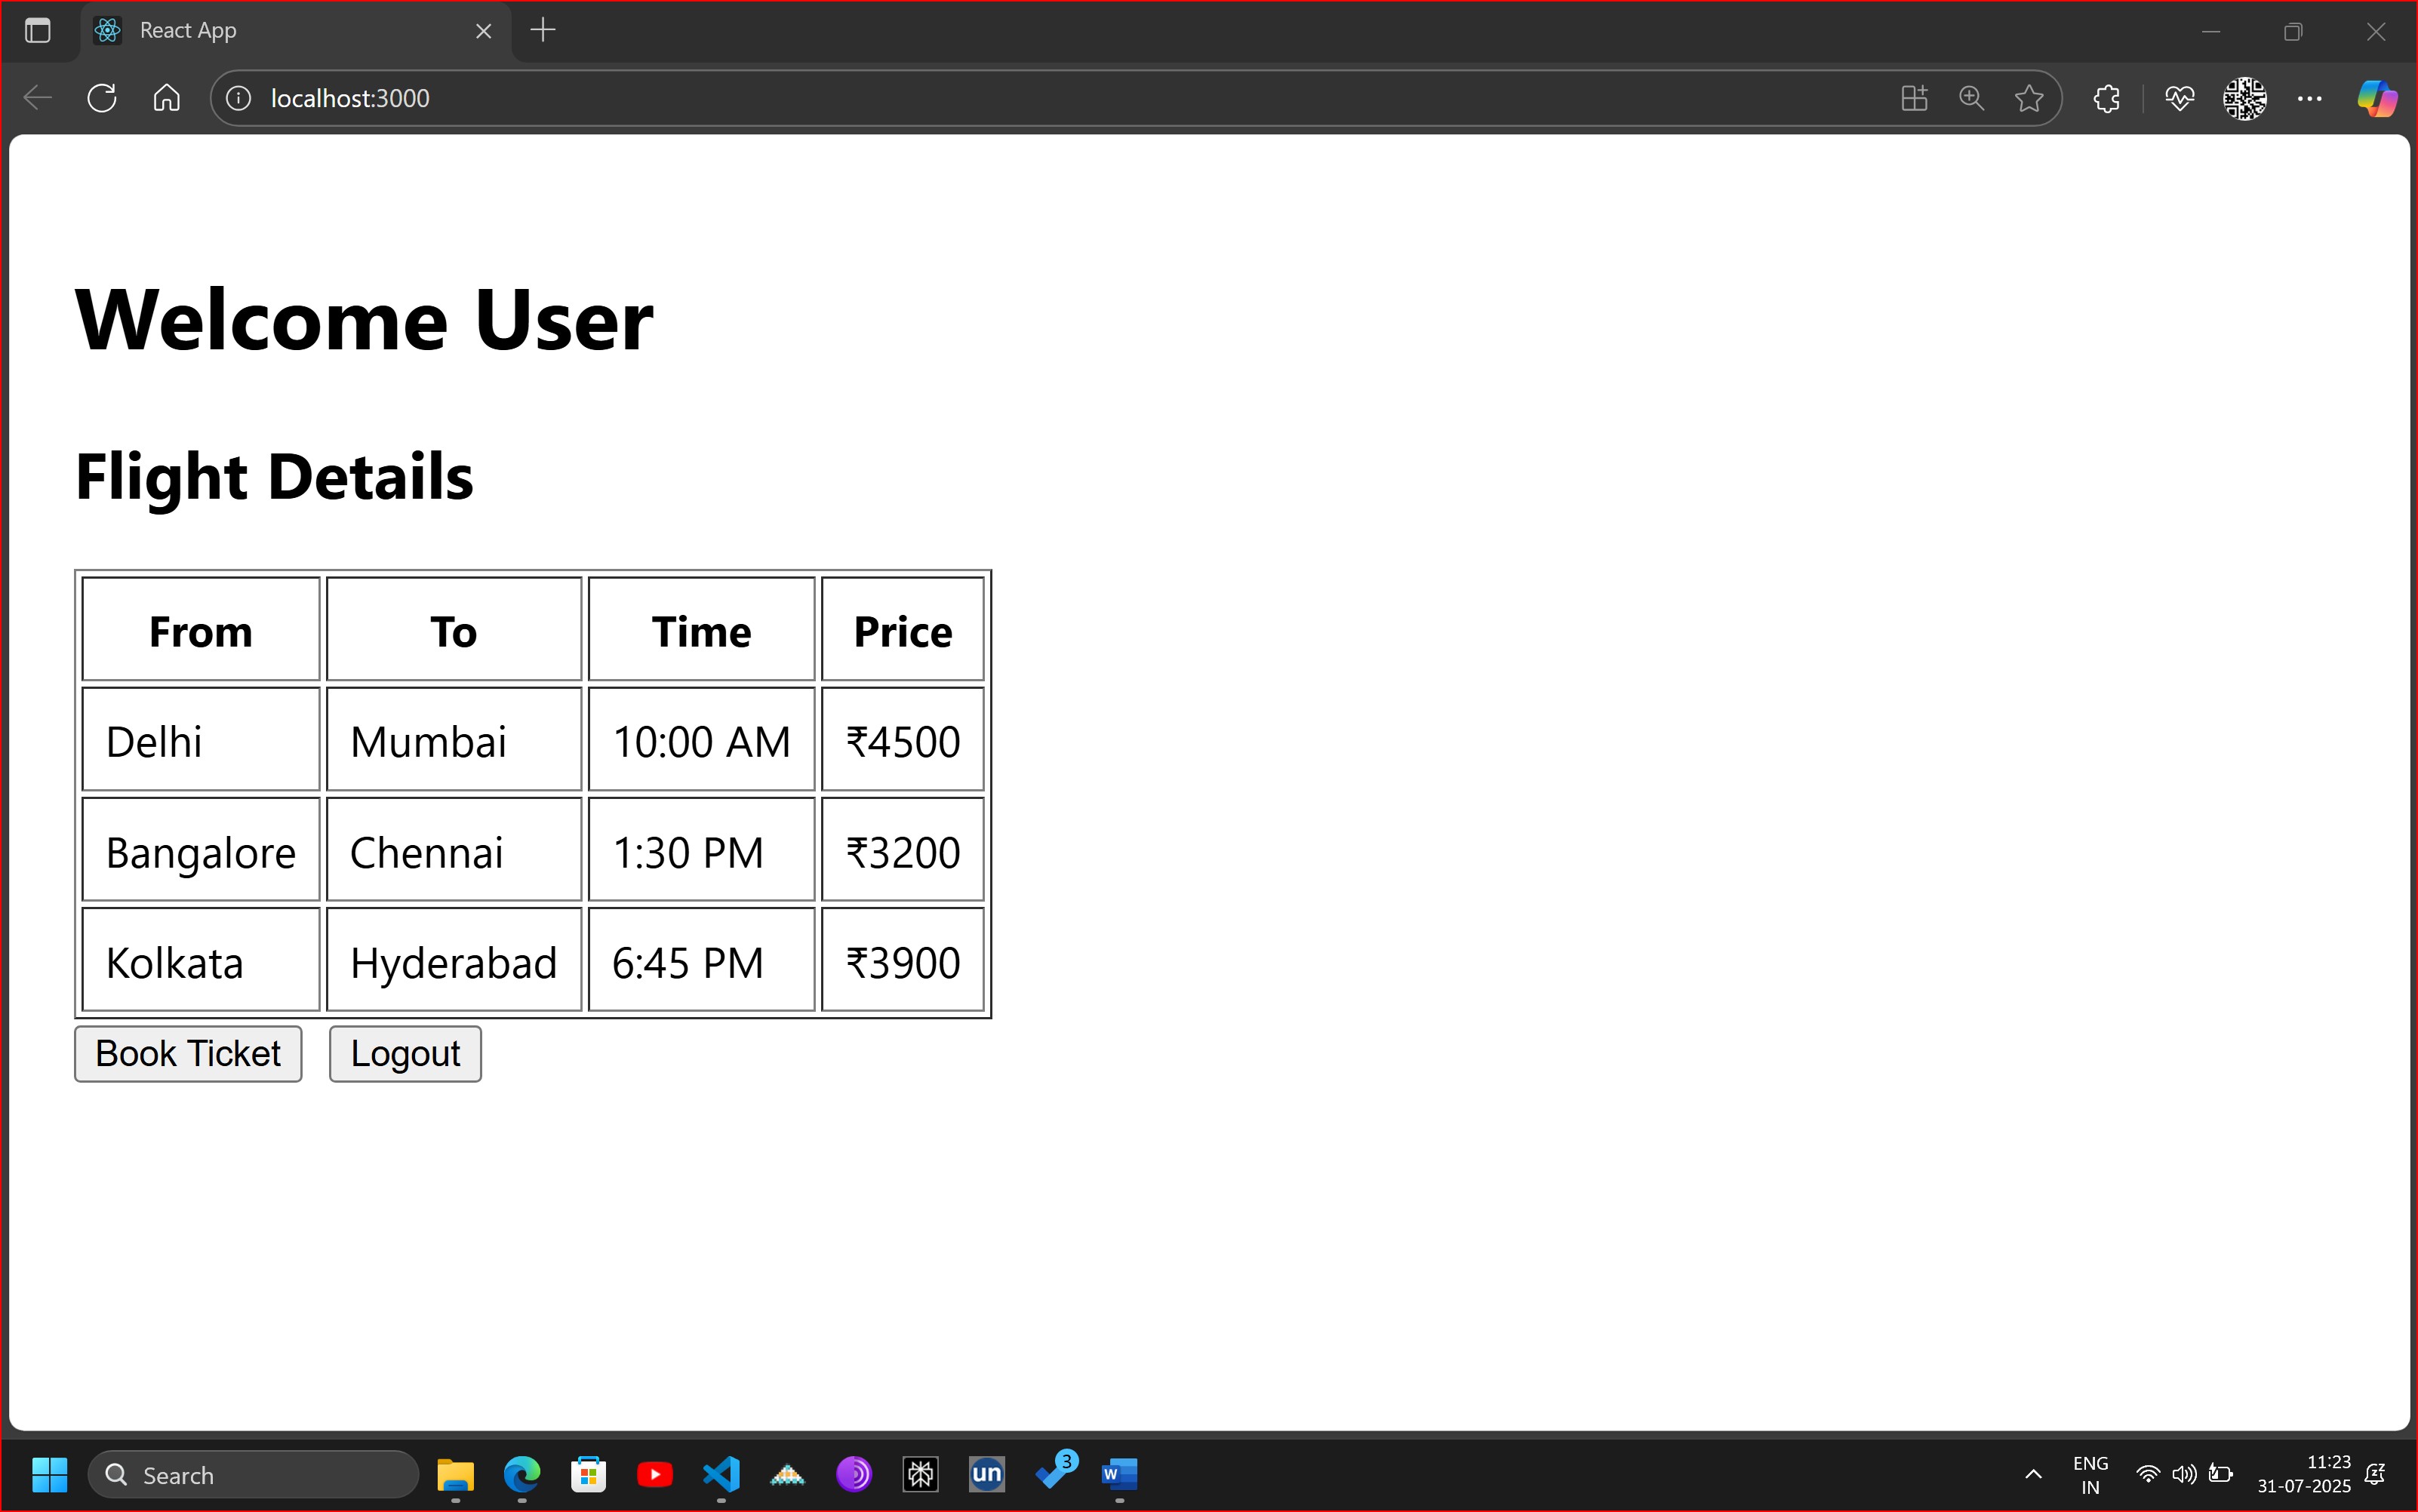 React App
localhost:3000
Welcome User
Flight Details
From To Time Price
Delhi Mumbai 10:00 AM ₹4500
Bangalore Chennai 1:30 PM ₹3200
Kolkata Hyderabad 6:45 PM ₹3900
Book Ticket Logout
Search
un
3
W
ENG
IN
11:23
31-07-2025